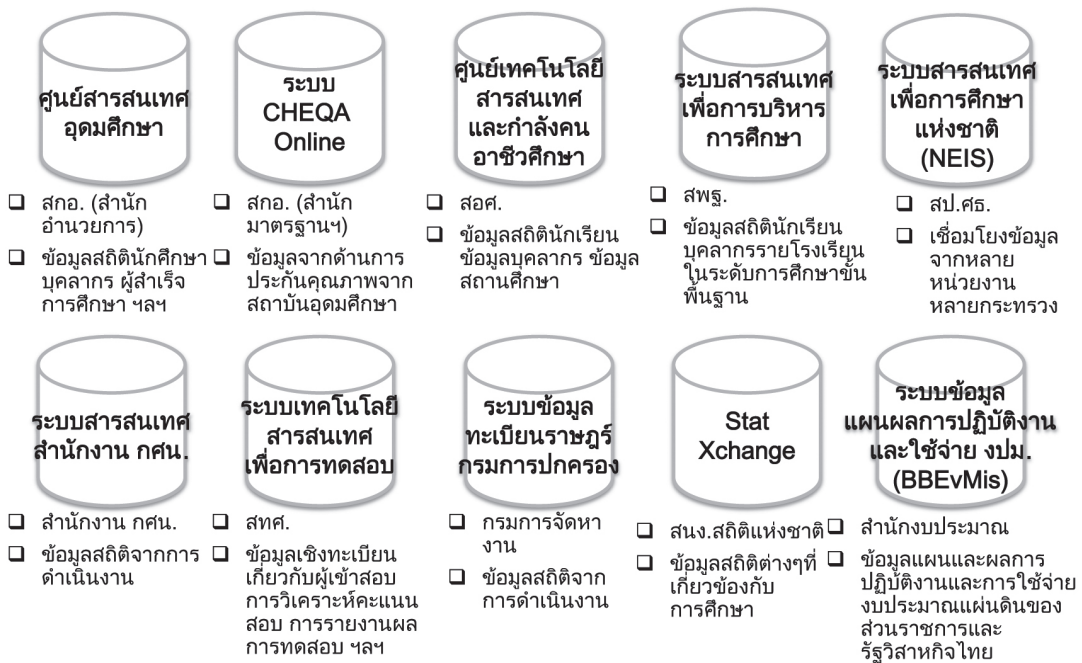 ศูนย์สารสนเทศ
อุดมศึกษา
❑ สกอ. (สำนัก
อำนวยการ)
❑ ข้อมูลสถิตินักศึกษา
บุคลากร ผู้สำเร็จ
การศึกษา ฯลฯ
ระบบ
CHEQA
Online
❑ สกอ. (สำนัก
มาตรฐานฯ)
❑ ข้อมูลจากด้านการ
ประกันคุณภาพจาก
สถาบันอุดมศึกษา
ศูนย์เทคโนโลยี
สารสนเทศ
และกำลังคน
อาชีวศึกษา
❑ สอศ.
❑ ข้อมูลสถิตินักเรียน
ข้อมูลบุคลากร ข้อมูล
สถานศึกษา
ระบบสารสนเทศ
เพื่อการบริหาร
การศึกษา
❑ สพฐ.
❑ ข้อมูลสถิตินักเรียน
บุคลากรรายโรงเรียน
ในระดับการศึกษาขั้น
พื้นฐาน
ระบบสารสนเทศ
เพื่อการศึกษา
แห่งชาติ
(NEIS)
❑ สป.ศธ.
❑ เชื่อมโยงข้อมูล
จากหลาย
หน่วยงาน
หลายกระทรวง
ระบบสารสนเทศ
สำนักงาน กศน.
❑ สำนักงาน กศน.
❑ ข้อมูลสถิติจากการ
ดำเนินงาน
ระบบเทคโนโลยี
สารสนเทศ
เพื่อการทดสอบ
❑ สทศ.
❑ ข้อมูลเชิงทะเบียน
เกี่ยวกับผู้เข้าสอบ
การวิเคราะห์คะแนน
สอบ การรายงานผล
การทดสอบ ฯลฯ
ระบบข้อมูล
ทะเบียนราษฎร์
กรมการปกครอง
❑ กรมการจัดหา
งาน
❑ ข้อมูลสถิติจาก
การดำเนินงาน
Stat
Xchange
❑ สนง.สถิติแห่งชาติ
❑ ข้อมูลสถิติต่างๆที่
เกี่ยวข้องกับ
การศึกษา
ระบบข้อมูล
แผนผลการปฏิบัติงาน
และใช้จ่าย งปม.
(BBEvMis)
❑ สำนักงบประมาณ
❑ ข้อมูลแผนและผลการ
ปฏิบัติงานและการใช้จ่าย
งบประมาณแผ่นดินของ
ส่วนราชการและ
รัฐวิสาหกิจไทย